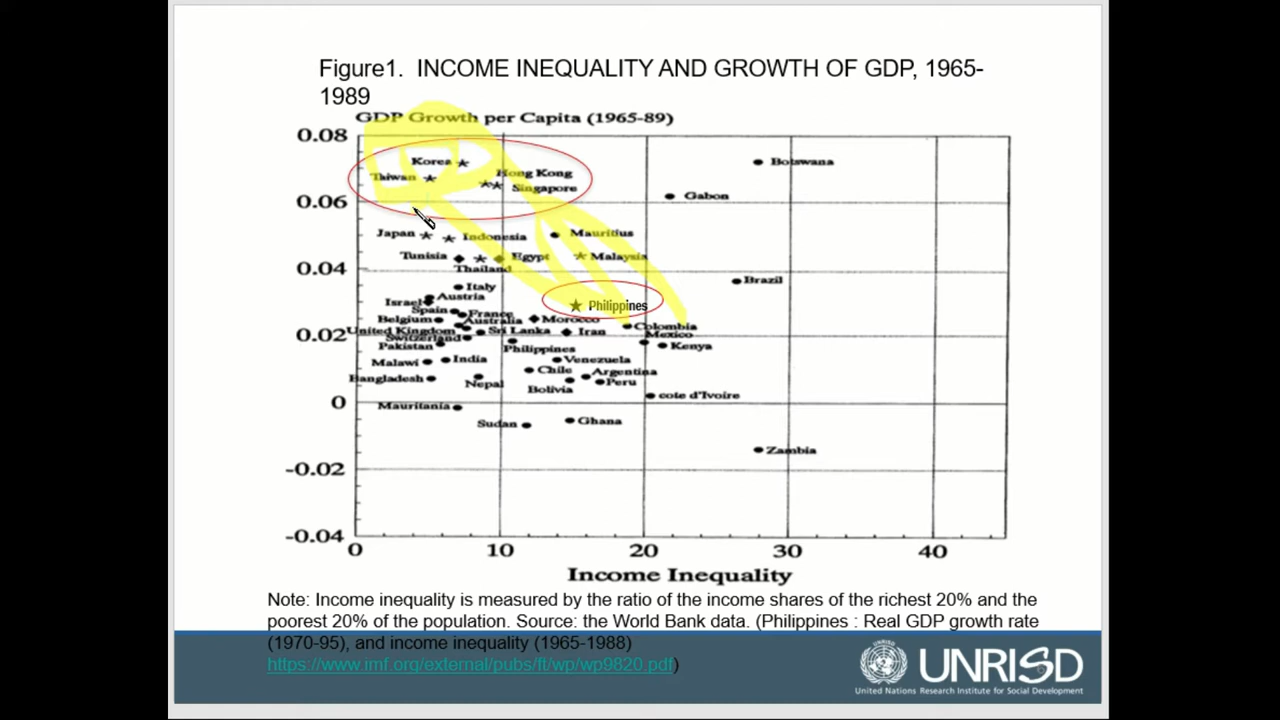 Figure1. INCOME INEQUALITY AND GROWTH OF GDP, 1965-
1989
GDP Growth per Capita (1965-89)
0.08
Korea
Botswana
Taiwan
Hong Kong
Singapore
Gabon
0.06
Japan
Indonesia
Mauritius
Tunisia
Egypt
Malaysia
Thailand
0.04
Brazil
Italy
Austria
Israel
Philippines
Spain
France
Belgium
Australia
Morocco
Colombia
United Kingdom
Sri Lanka
Iran
Mexico
0.02
Switzerland
Pakistan
Philippines
Kenya
Malawi
India
Venezuela
Chile
Argentina
Bangladesh
Nepal
Bolivia
Peru
cote d'Ivoire
0
Mauritania
Sudan
Ghana
Zambia
-0.02
-0.04
0 10 20 30 40
Income Inequality
Note: Income inequality is measured by the ratio of the income shares of the richest 20% and the
poorest 20% of the population. Source: the World Bank data. (Philippines : Real GDP growth rate
(1970-95), and income inequality (1965-1988)
https://www.imf.org/external/pubs/ft/wp/wp9820.pdf)
UNRISD
United Nations Research Institute for Social Development